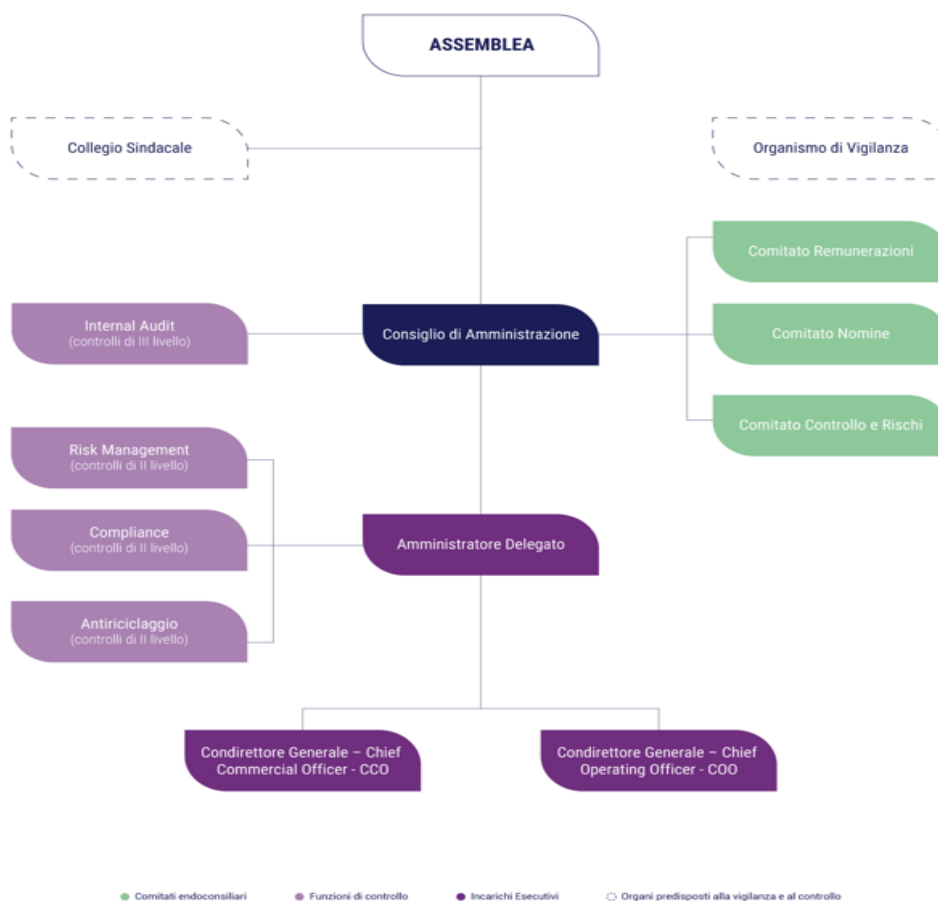 ASSEMBLEA
Collegio Sindacale
Organismo di Vigilanza
Comitato Remunerazioni
Internal Audit
(controlli di III livello)
Consiglio di Amministrazione
Comitato Nomine
Comitato Controllo e Rischi
Risk Management
(controlli di II livello)
Compliance
(controlli di II livello)
Amministratore Delegato
Antiriciclaggio
(controlli di II livello)
Condirettore Generale – Chief
Commercial Officer - CCO
Condirettore Generale – Chief
Operating Officer - COO
Comitati endoconsiliari
Funzioni di controllo
Incarichi Esecutivi
Organi predisposti alla vigilanza e al controllo